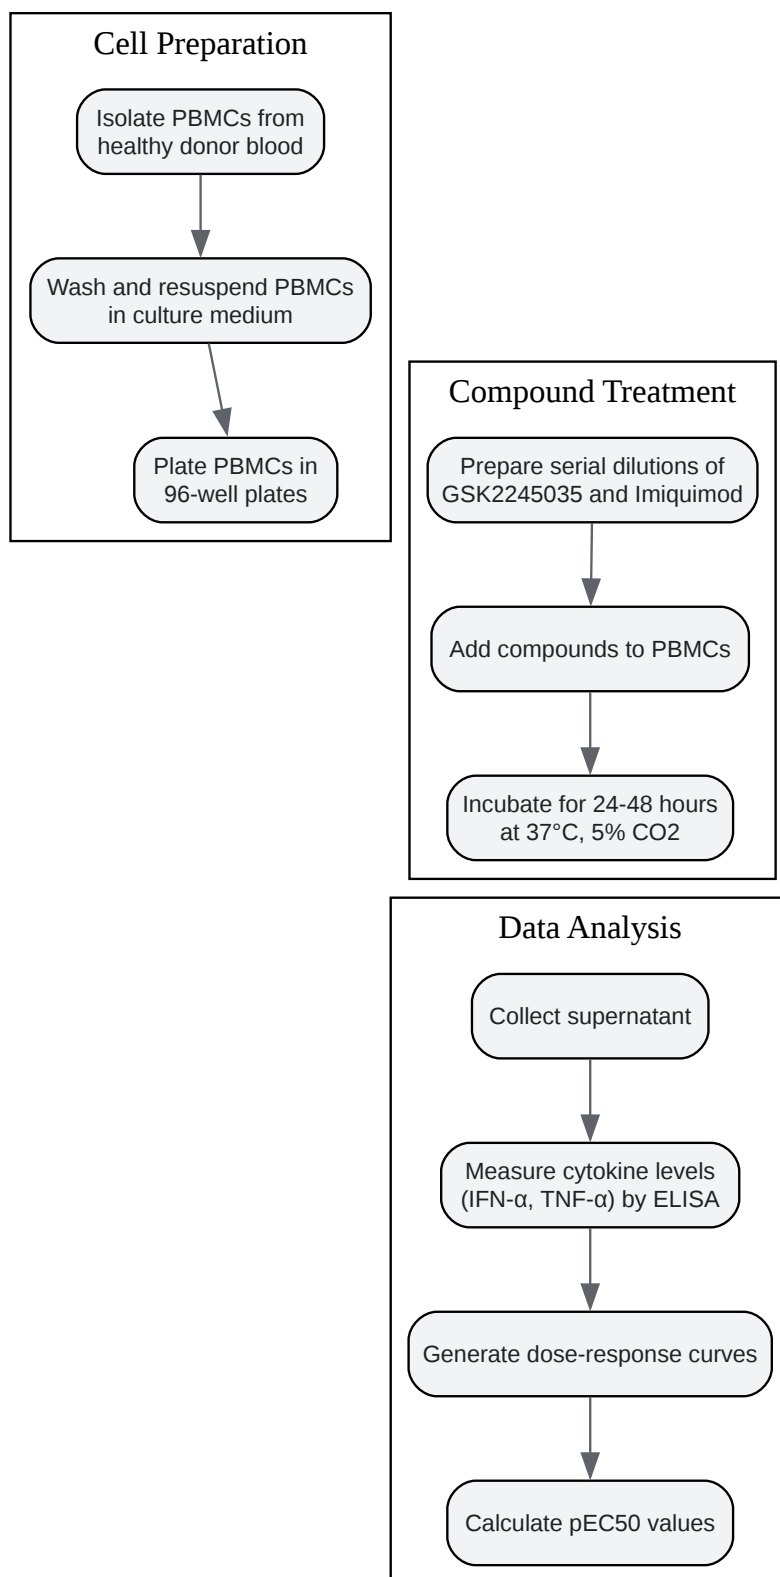 Cell Preparation
Isolate PBMCs from
healthy donor blood
Wash and resuspend PBMCs
in culture medium
Plate PBMCs in
96-well plates
Compound Treatment
Prepare serial dilutions of
GSK2245035 and Imiquimod
Add compounds to PBMCs
Incubate for 24-48 hours
at 37°C, 5% CO2
Data Analysis
Collect supernatant
Measure cytokine levels
(IFN-α, TNF-α) by ELISA
Generate dose-response curves
Calculate pEC50 values